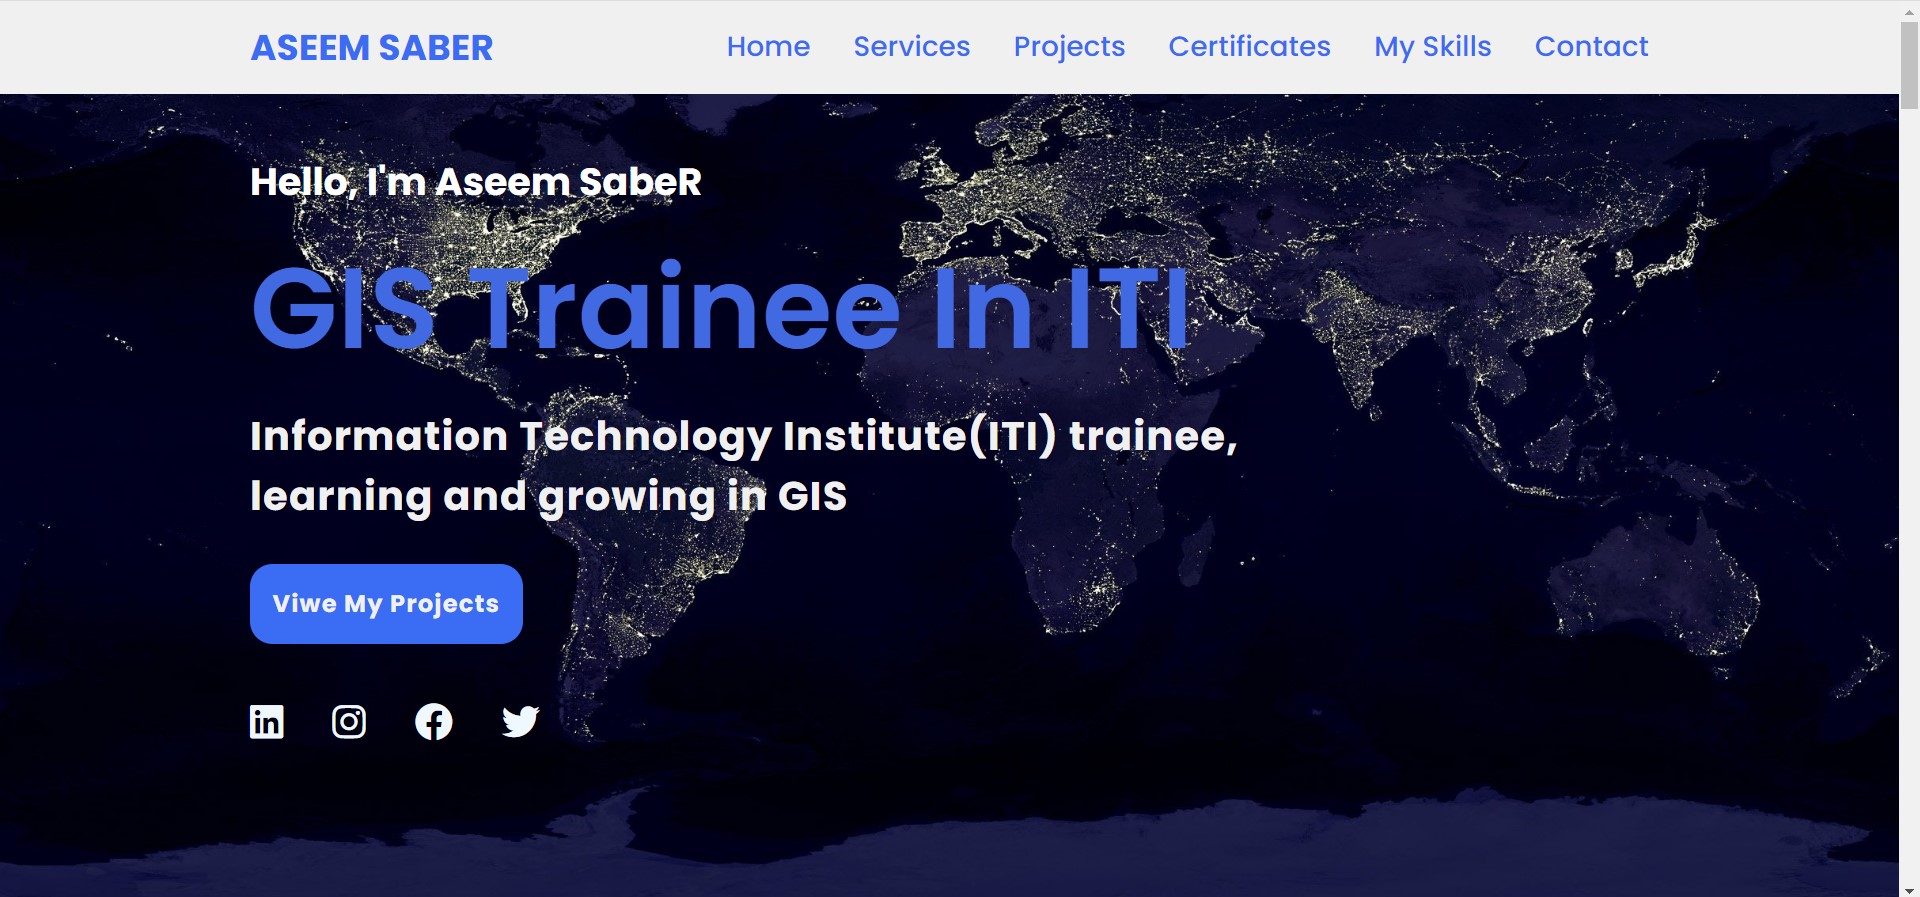 ASEEM SABER
Home Services Projects Certificates My Skills Contact
Hello, I'm Aseem SabeR
GIS Trainee In ITI
Information Technology Institute(ITI) trainee,
learning and growing in GIS
Viwe My Projects